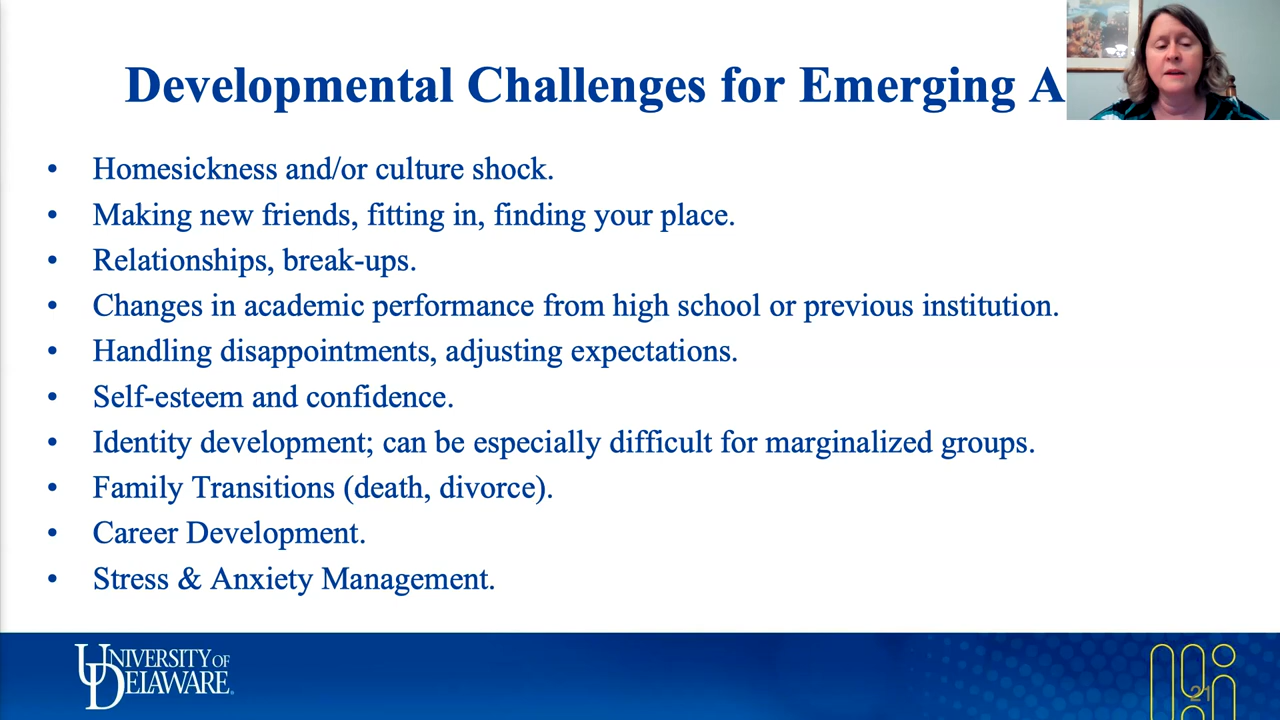 Developmental Challenges for Emerging A
• Homesickness and/or culture shock.
• Making new friends, fitting in, finding your place.
• Relationships, break-ups.
• Changes in academic performance from high school or previous institution.
• Handling disappointments, adjusting expectations.
• Self-esteem and confidence.
• Identity development; can be especially difficult for marginalized groups.
• Family Transitions (death, divorce).
• Career Development.
• Stress & Anxiety Management.
UNIVERSITY OF
DELAWARE
21